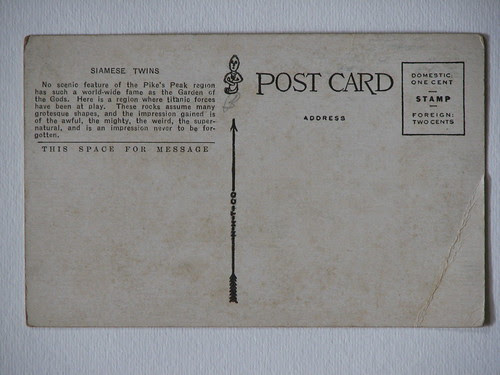 SIAMESE TWINS
No scenic feature of the Pike's Peak region
has such a world-wide fame as the Garden of
the Gods. Here is a region where titanic forces
have been at play. These rocks assume many
grotesque shapes, and the impression gained is
of the awful, the mighty, the weird, the super-
natural, and is an impression never to be for-
gotten.
THIS SPACE FOR MESSAGE
POST CARD
ADDRESS
DOMESTIC:
ONE CENT
STAMP
FOREIGN:
TWO CENTS